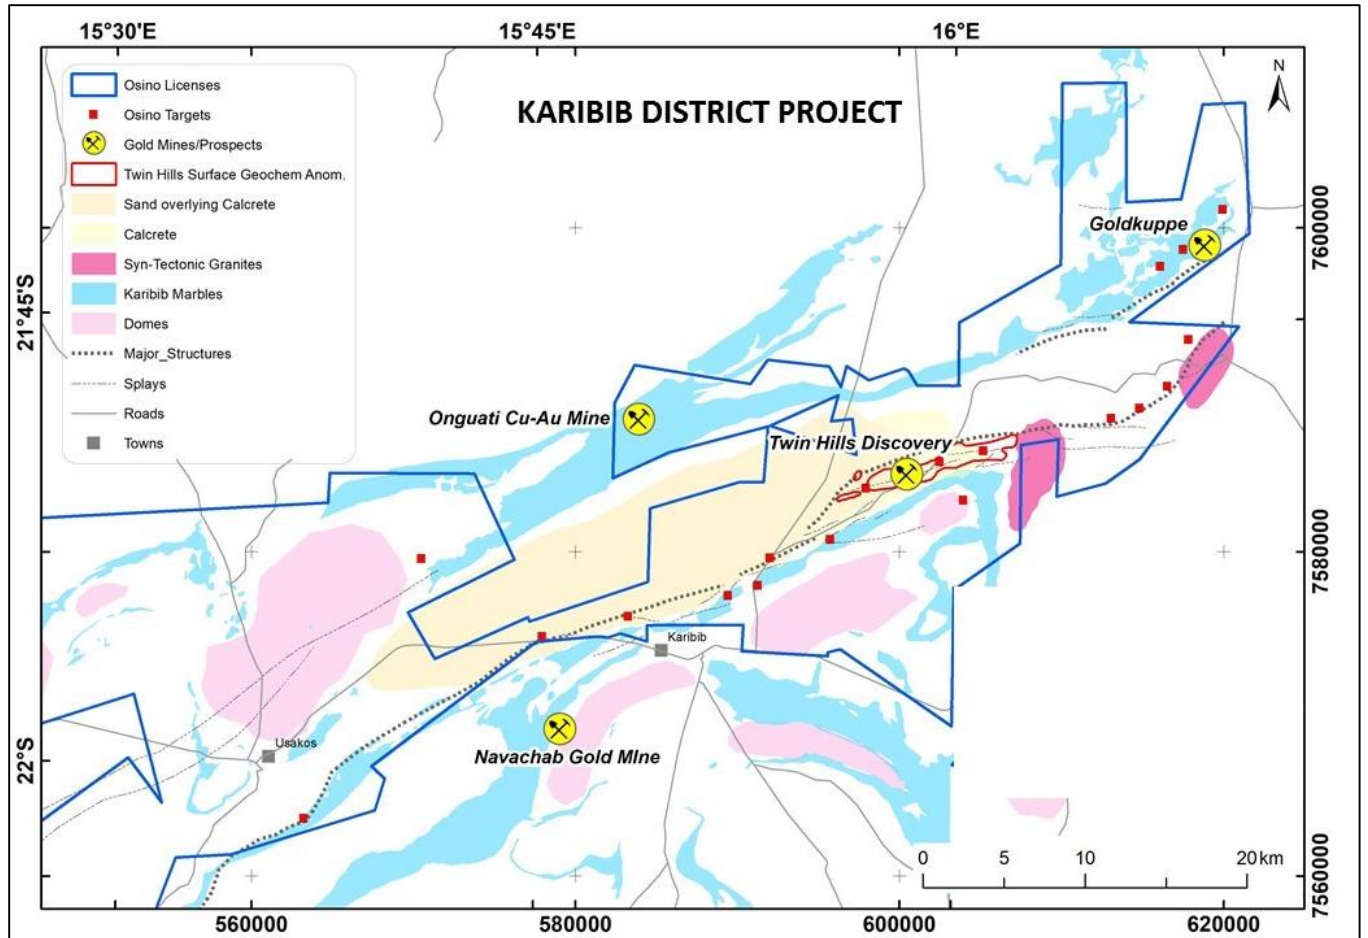 15°30'E
15°45'E
16°E
KARIBIB DISTRICT PROJECT
N
Osino Licenses
Osino Targets
Gold Mines/Prospects
Twin Hills Surface Geochem Anom.
Sand overlying Calcrete
Calcrete
Syn-Tectonic Granites
Karibib Marbles
Domes
Major_Structures
Splays
Roads
Towns
Goldkuppe
7600000
21°45'S
Onguati Cu-Au Mine
Twin Hills Discovery
7580000
Karibib
Usakos
Navachab Gold MIne
22°S
0
5
10
20 km
7560000
560000
580000
600000
620000